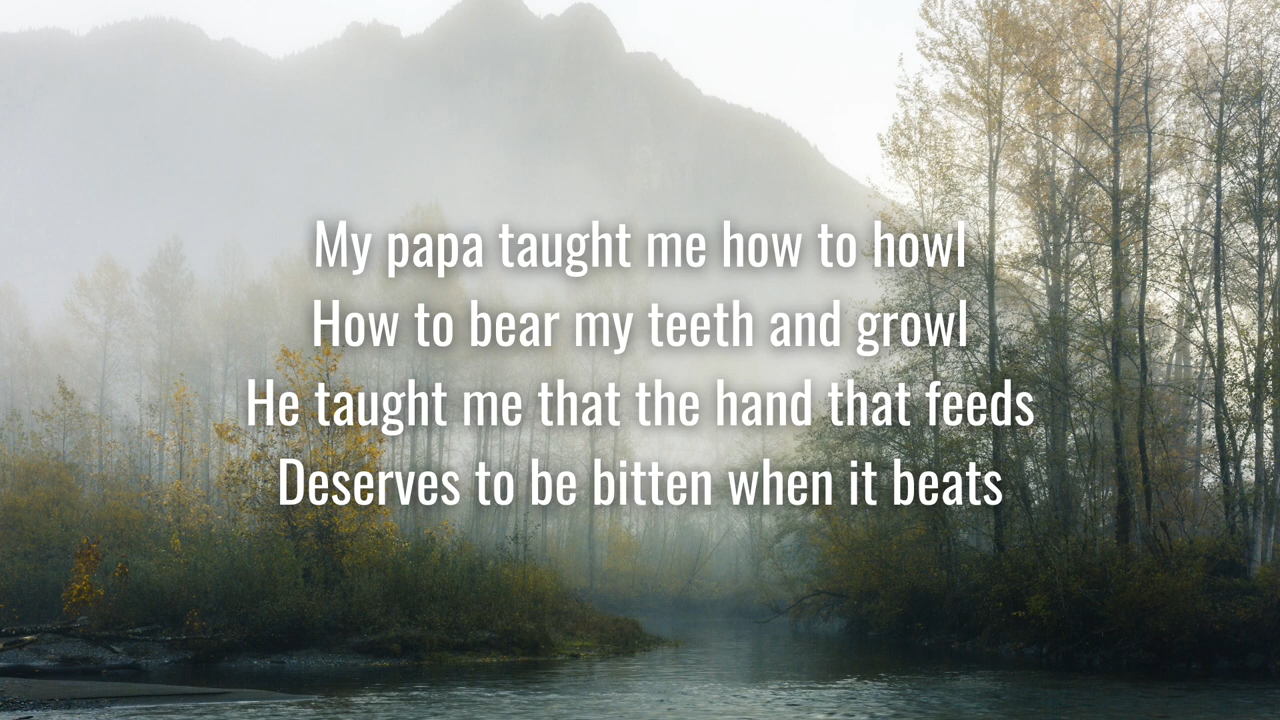 My papa taught me how to howl
How to bear my teeth and growl
He taught me that the hand that feeds
Deserves to be bitten when it beats